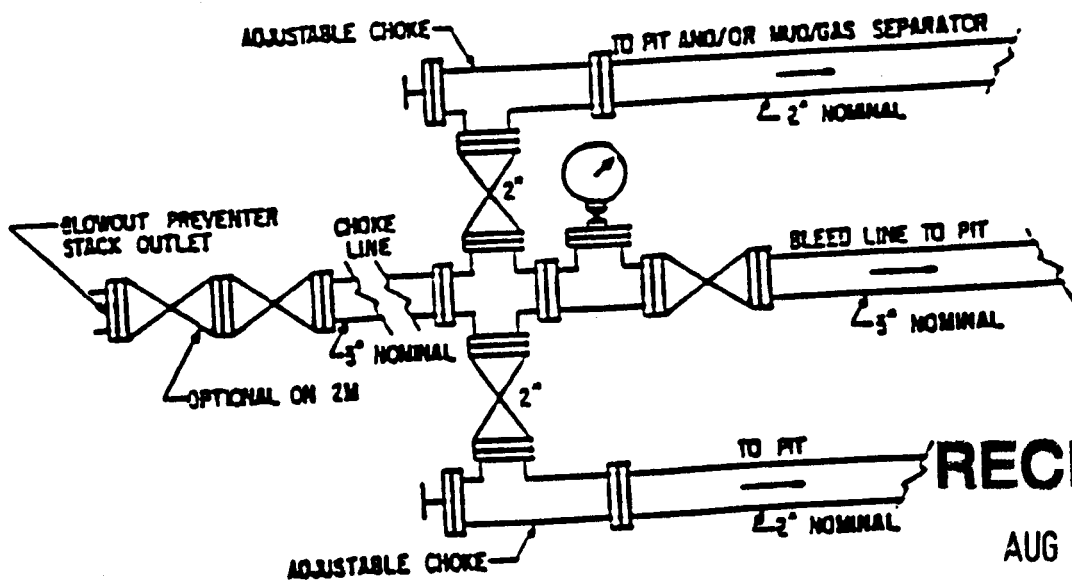 ADJUSTABLE CHOKE
TO PIT AND/OR MUD/GAS SEPARATOR
2" NOMINAL
2"
BLOWOUT PREVENTER
STACK OUTLET
CHOKE
LINE
BLEED LINE TO PIT
3" NOMINAL
3" NOMINAL
OPTIONAL ON 2M
2"
TO PIT
2" NOMINAL
ADJUSTABLE CHOKE
AUG